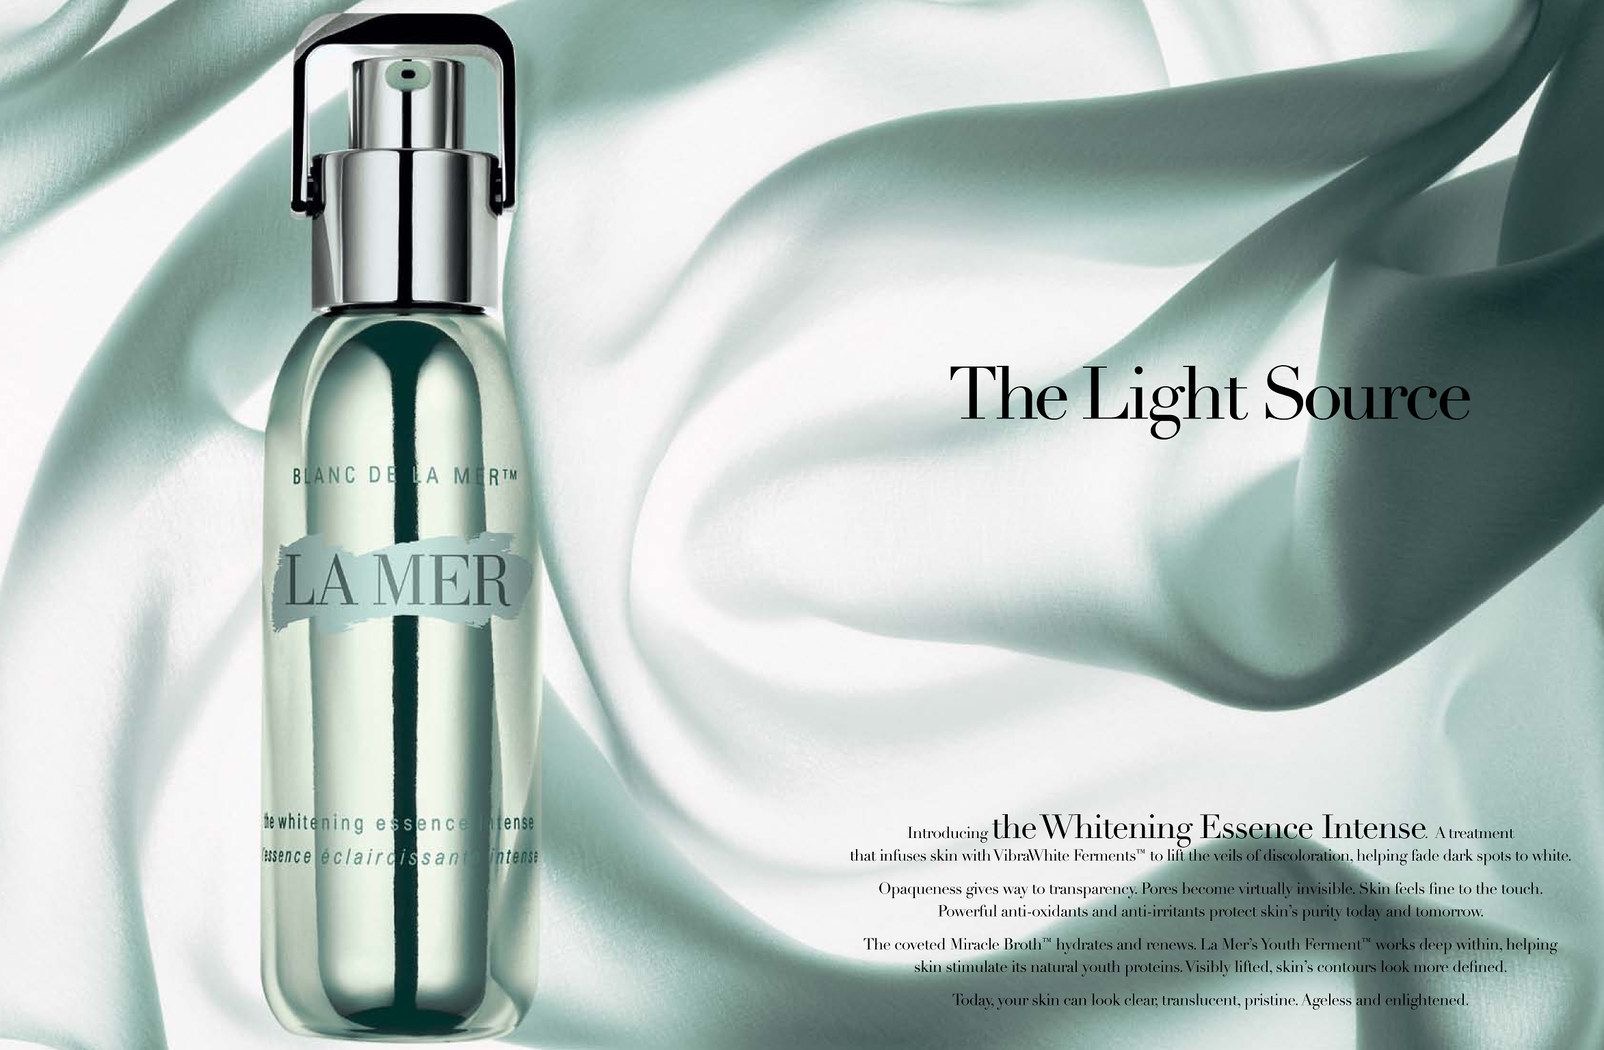 BLANC DE LA MER™
LA MER
the whitening essence intense
l'essence éclaircissante intense
The Light Source
Introducing the Whitening Essence Intense. A treatment
that infuses skin with VibraWhite Ferments™ to lift the veils of discoloration, helping fade dark spots to white.
Opaqueness gives way to transparency. Pores become virtually invisible. Skin feels fine to the touch.
Powerful anti-oxidants and anti-irritants protect skin's purity today and tomorrow.
The coveted Miracle Broth™ hydrates and renews. La Mer's Youth Ferment™ works deep within, helping
skin stimulate its natural youth proteins. Visibly lifted, skin's contours look more defined.
Today, your skin can look clear, translucent, pristine. Ageless and enlightened.